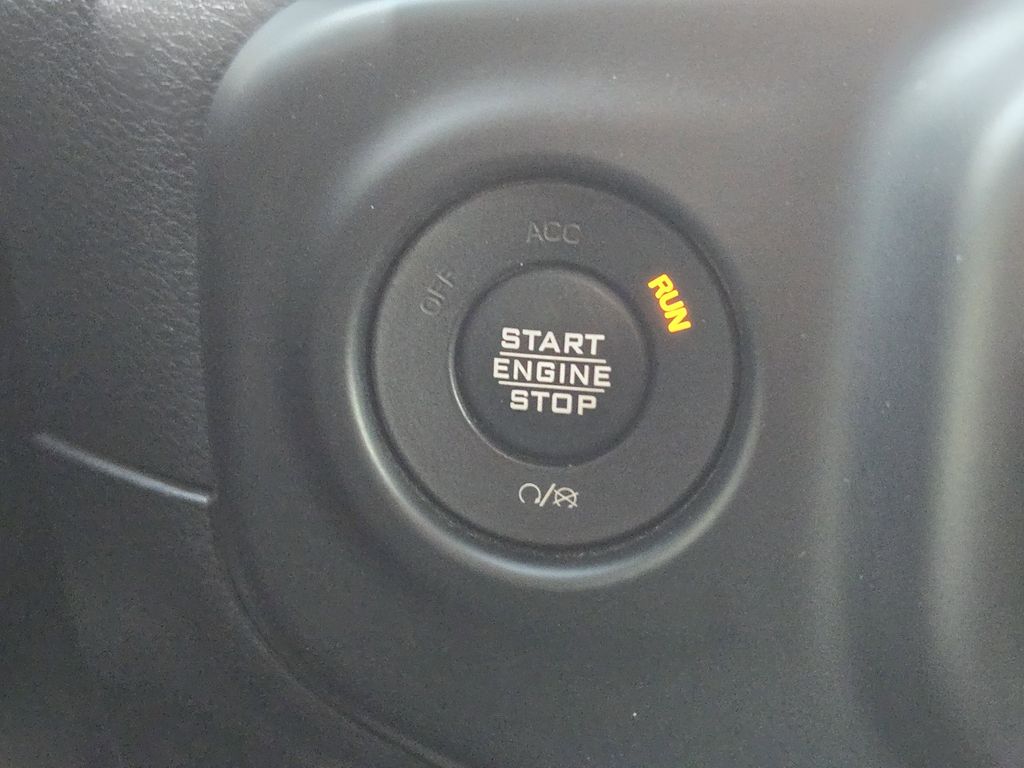 ACC
OFF
RUN
START
ENGINE
STOP